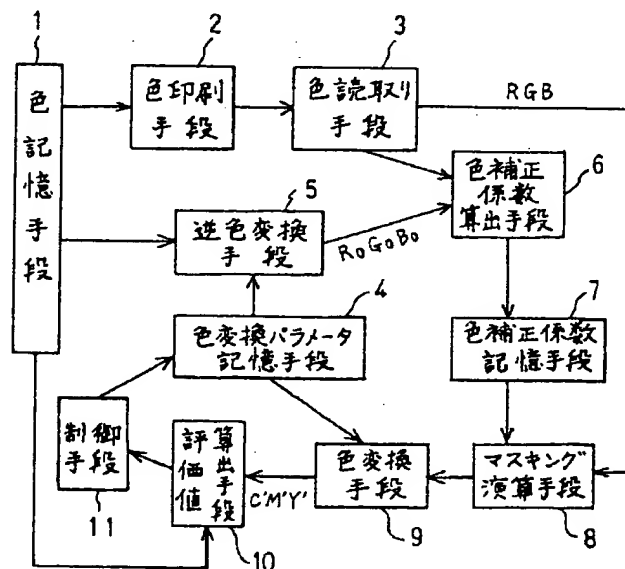 1
色記憶手段
2
色印刷
手段
3
色読取り
手段
RGB
5
逆色変換
手段
R₀G₀B₀
色補正
係数
算出手段
6
4
色変換パラメータ
記憶手段
7
色補正係数
記憶手段
制御
手段
11
評価値
算出手段
10
C'M'Y'
色変換
手段
9
マスキング
演算手段
8